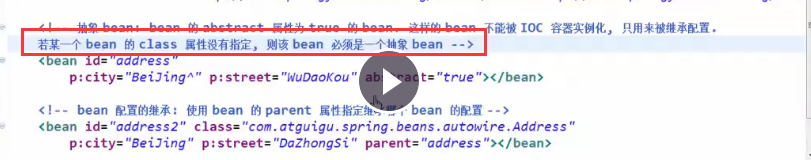 <!-- 抽象 bean: bean 的 abstract 属性为 true 的 bean. 这样的 bean 不能被 IOC 容器实例化, 只用来被继承配置.
若某一个 bean 的 class 属性没有指定, 则该 bean 必须是一个抽象 bean -->
<bean id="address"
p:city="BeiJing^" p:street="WuDaoKou" abstract="true"></bean>
<!-- bean 配置的继承: 使用 bean 的 parent 属性指定继承哪个 bean 的配置 -->
<bean id="address2" class="com.atguigu.spring.beans.autowire.Address"
p:city="BeiJing" p:street="DaZhongSi" parent="address"></bean>